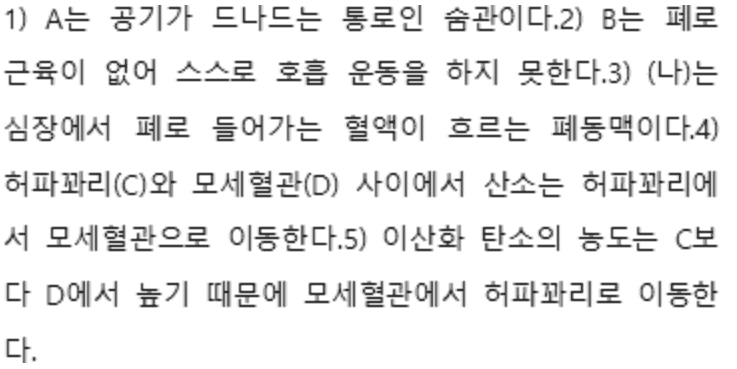 1) A는 공기가 드나드는 통로인 숨관이다.2) B는 폐로
근육이 없어 스스로 호흡 운동을 하지 못한다.3) (나)는
심장에서 폐로 들어가는 혈액이 흐르는 폐동맥이다.4)
허파꽈리(C)와 모세혈관(D) 사이에서 산소는 허파꽈리에
서 모세혈관으로 이동한다.5) 이산화 탄소의 농도는 C보
다 D에서 높기 때문에 모세혈관에서 허파꽈리로 이동한
다.